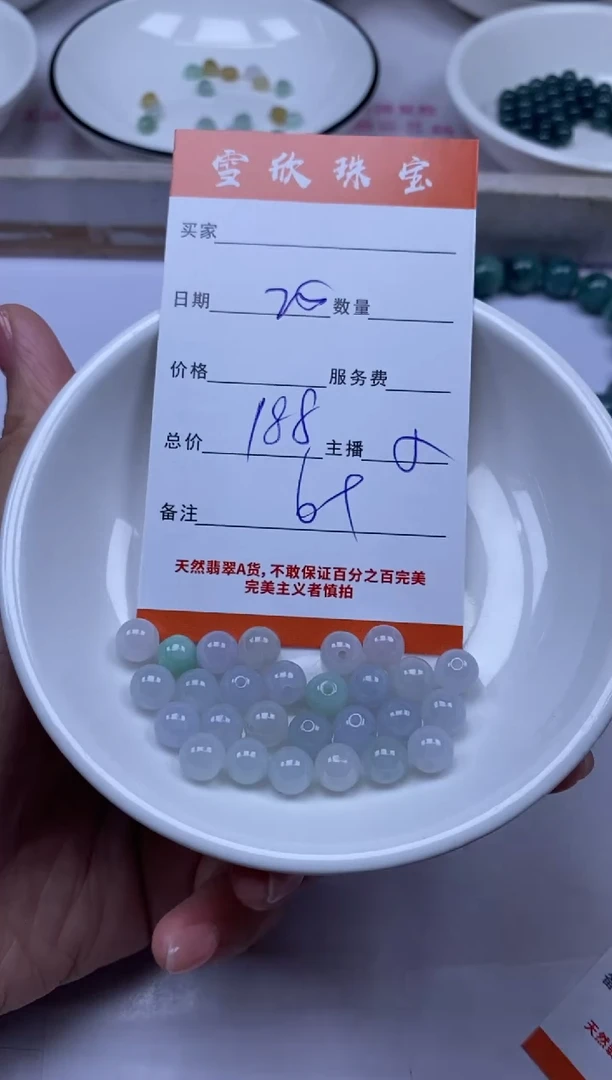 雪欣珠宝
买家
日期 数量
价格 服务费
总价 188 主播
备注
天然翡翠A货,不敢保证百分之百完美
完美主义者慎拍
天然